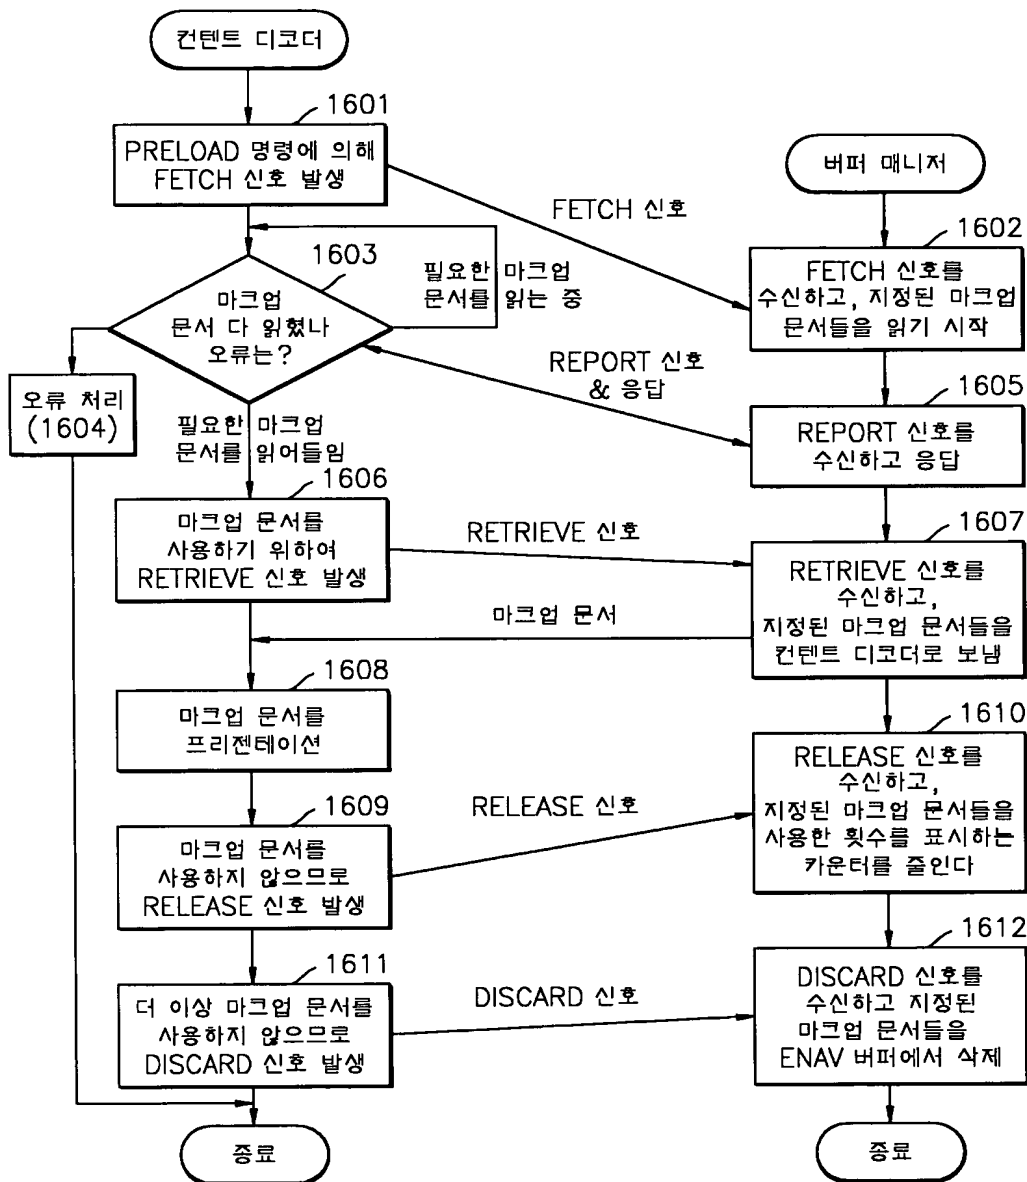 컨텐트 디코더
1601
PRELOAD 명령에 의해
FETCH 신호 발생
버퍼 매니저
FETCH 신호
1602
FETCH 신호를
수신하고, 지정된 마크업
문서들을 읽기 시작
1603
마크업
문서 다 읽혔나
오류는?
필요한 마크업
문서를 읽는 중
REPORT 신호
& 응답
오류 처리
(1604)
1605
REPORT 신호를
수신하고 응답
필요한 마크업
문서를 읽어들임
1606
마크업 문서를
사용하기 위하여
RETRIEVE 신호 발생
RETRIEVE 신호
1607
RETRIEVE 신호를
수신하고,
지정된 마크업 문서들을
컨텐트 디코더로 보냄
마크업 문서
1608
마크업 문서를
프리젠테이션
1609
마크업 문서를
사용하지 않으므로
RELEASE 신호 발생
RELEASE 신호
1610
RELEASE 신호를
수신하고,
지정된 마크업 문서들을
사용한 횟수를 표시하는
카운터를 줄인다
1611
더 이상 마크업 문서를
사용하지 않으므로
DISCARD 신호 발생
DISCARD 신호
1612
DISCARD 신호를
수신하고 지정된
마크업 문서들을
ENAV 버퍼에서 삭제
종료
종료